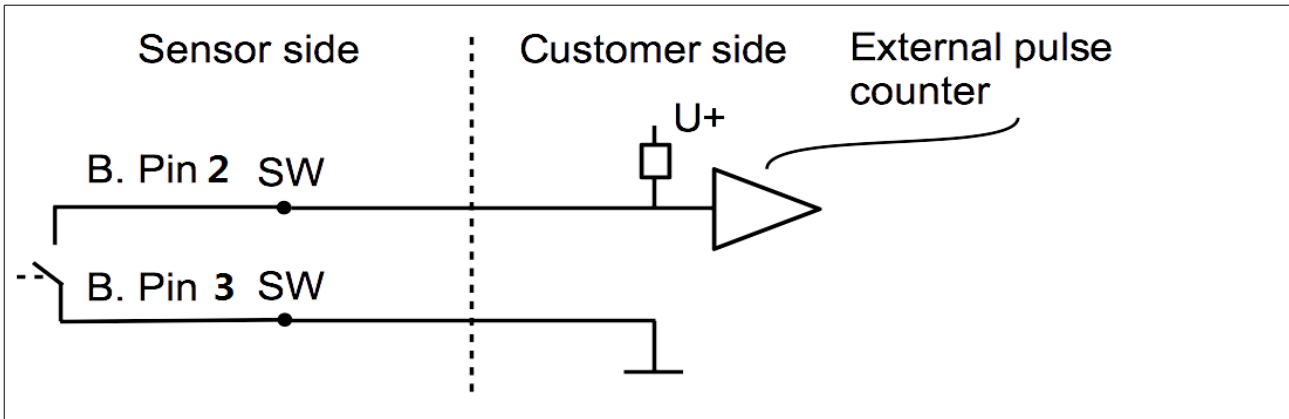 Sensor side
Customer side
External pulse
counter
U+
B. Pin 2 SW
B. Pin 3 SW